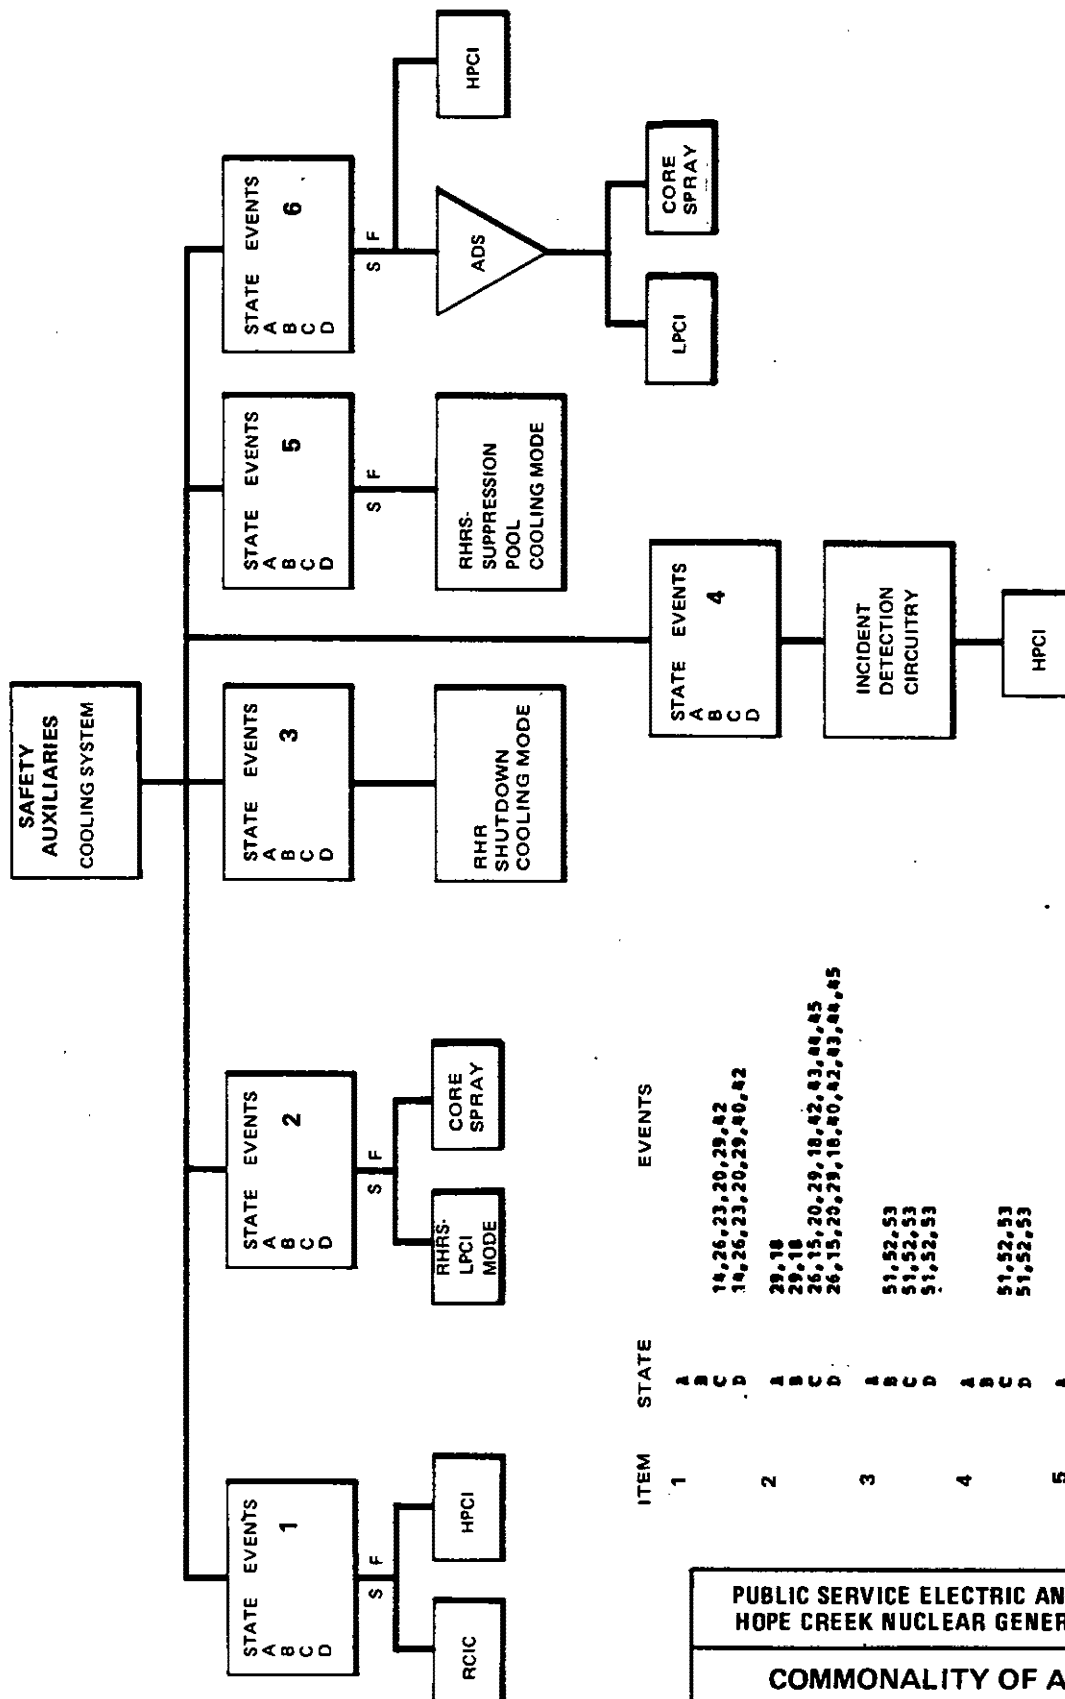 SAFETY
AUXILIARIES
COOLING SYSTEM
STATE EVENTS
A
B
C
D
1
S F
RCIC
HPCI
STATE EVENTS
A
B
C
D
2
S F
RHRS-
LPCI
MODE
CORE
SPRAY
STATE EVENTS
A
B
C
D
3
RHR
SHUTDOWN
COOLING MODE
STATE EVENTS
A
B
C
D
4
INCIDENT
DETECTION
CIRCUITRY
HPCI
STATE EVENTS
A
B
C
D
5
S F
RHRS-
SUPPRESSION
POOL
COOLING MODE
STATE EVENTS
A
B
C
D
6
S F
HPCI
ADS
LPCI
CORE
SPRAY
ITEM STATE EVENTS
1 A
B
C 14,26,23,20,29,42
D 14,26,23,20,29,40,42
2 A 29,18
B 29,18
C 26,15,20,29,18,42,43,44,45
D 26,15,20,29,18,40,42,43,44,45
3 A
B 51,52,53
C 51,52,53
D 51,52,53
4 A
B
C 51,52,53
D 51,52,53
5 A
PUBLIC SERVICE ELECTRIC AN
HOPE CREEK NUCLEAR GENER
COMMONALITY OF A